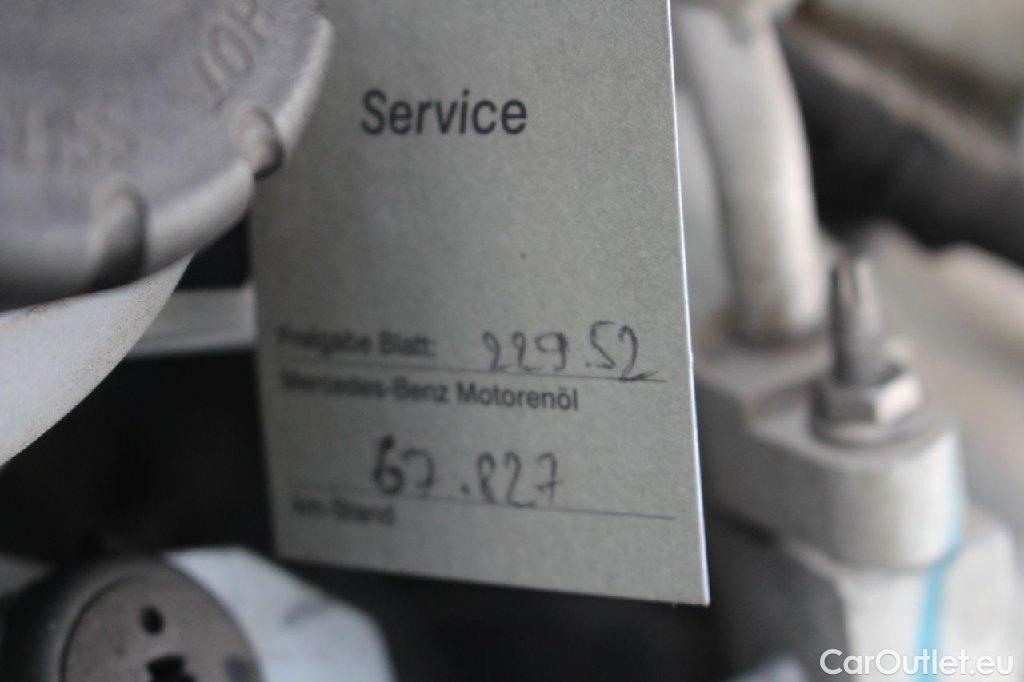 Service
Freigabe Blatt: 229.52
Mercedes-Benz Motorenöl
67.827
km-Stand
CarOutlet.eu